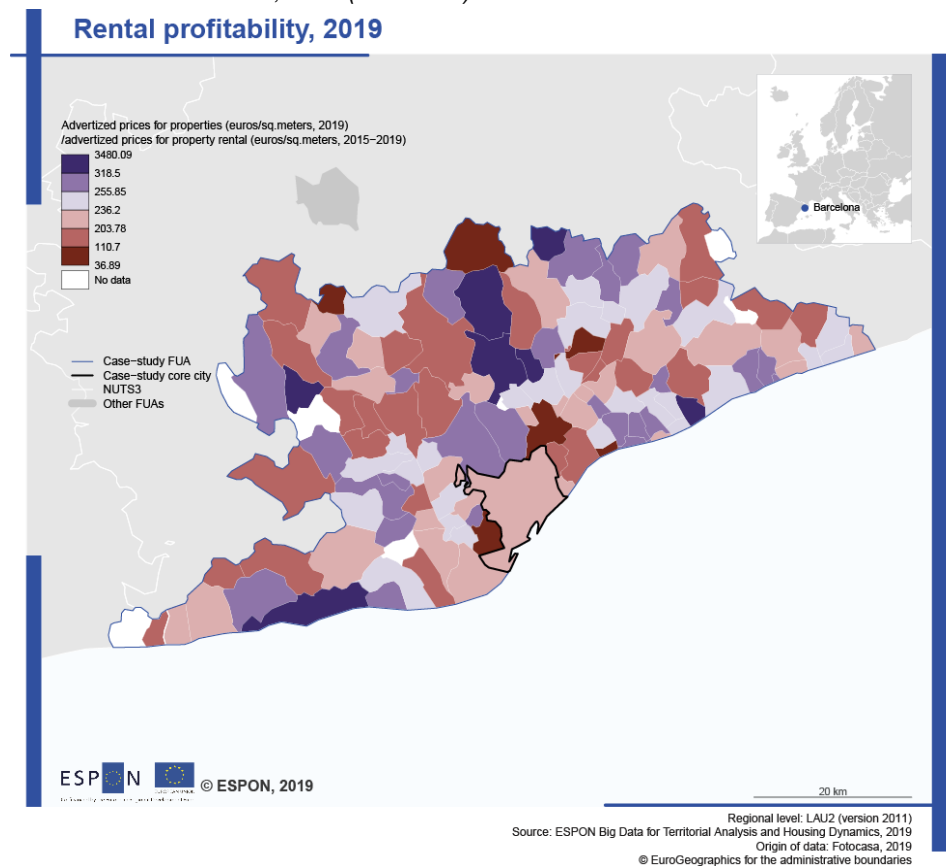 Rental profitability, 2019
Advertized prices for properties (euros/sq.meters, 2019)
/advertized prices for property rental (euros/sq.meters, 2015−2019)
3480.09
318.5
255.85
236.2
203.78
110.7
36.89
No data
Barcelona
Case−study FUA
Case−study core city
NUTS3
Other FUAs
ESPON
© ESPON, 2019
20 km
Regional level: LAU2 (version 2011)
Source: ESPON Big Data for Territorial Analysis and Housing Dynamics, 2019
Origin of data: Fotocasa, 2019
© EuroGeographics for the administrative boundaries